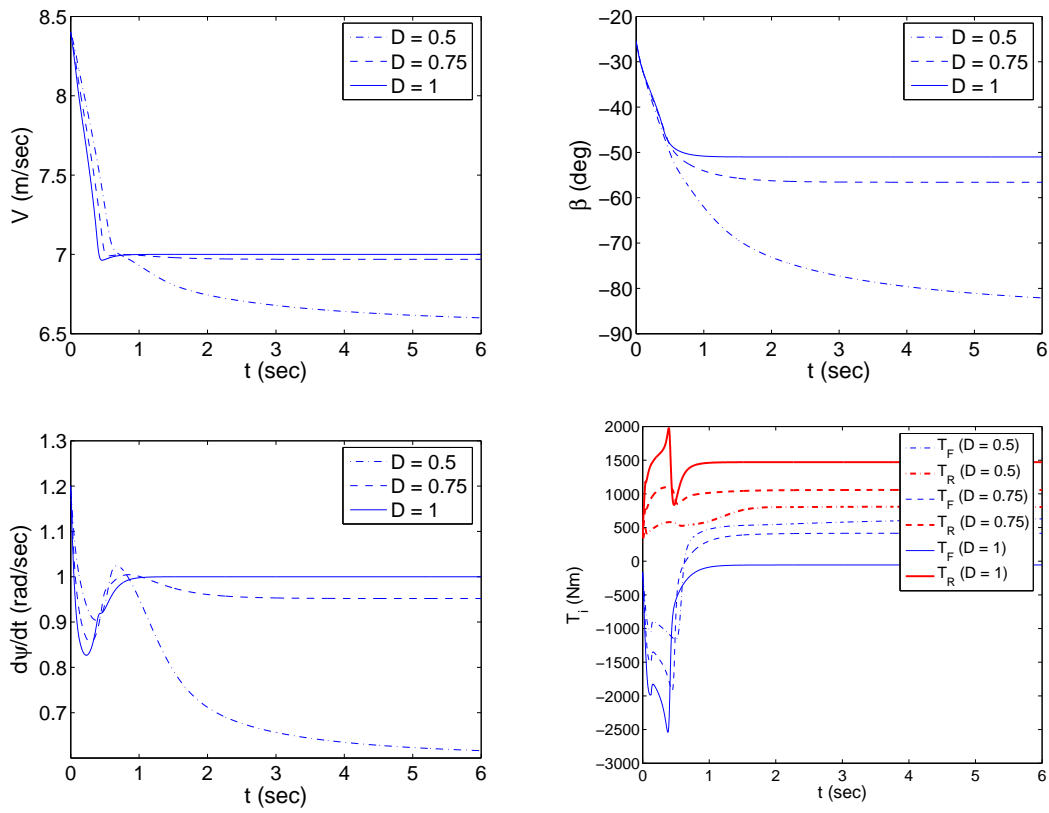 8.5
8
7.5
7
6.5
0
1
2
3
4
5
6
V (m/sec)
t (sec)
D = 0.5
D = 0.75
D = 1
−20
−30
−40
−50
−60
−70
−80
−90
0
1
2
3
4
5
6
β (deg)
t (sec)
D = 0.5
D = 0.75
D = 1
1.3
1.2
1.1
1
0.9
0.8
0.7
0
1
2
3
4
5
6
dψ/dt (rad/sec)
t (sec)
D = 0.5
D = 0.75
D = 1
2000
1500
1000
500
0
−500
−1000
−1500
−2000
−2500
−3000
0
1
2
3
4
5
6
T_i (Nm)
t (sec)
T_F (D = 0.5)
T_R (D = 0.5)
T_F (D = 0.75)
T_R (D = 0.75)
T_F (D = 1)
T_R (D = 1)